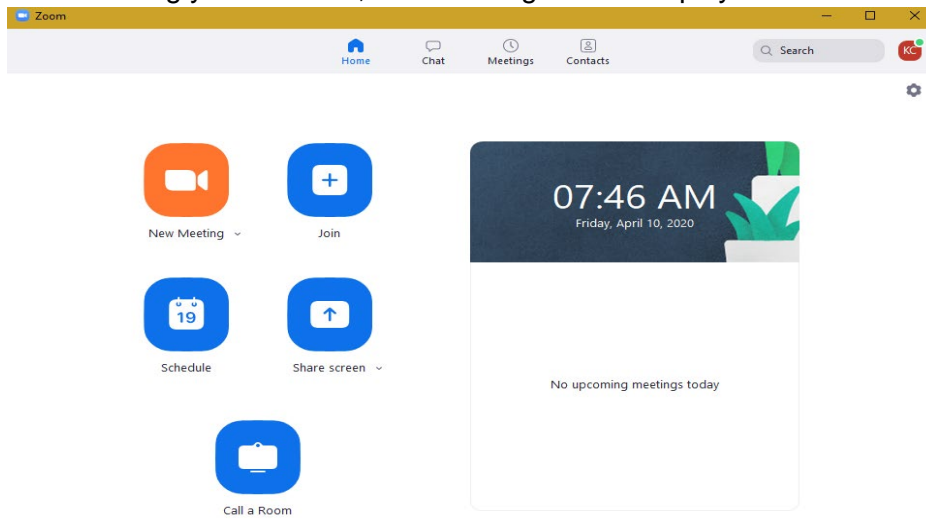 Zoom
Home Chat Meetings Contacts
Search
KC
07:46 AM
Friday, April 10, 2020
New Meeting
Join
19
Schedule
Share screen
No upcoming meetings today
Call a Room